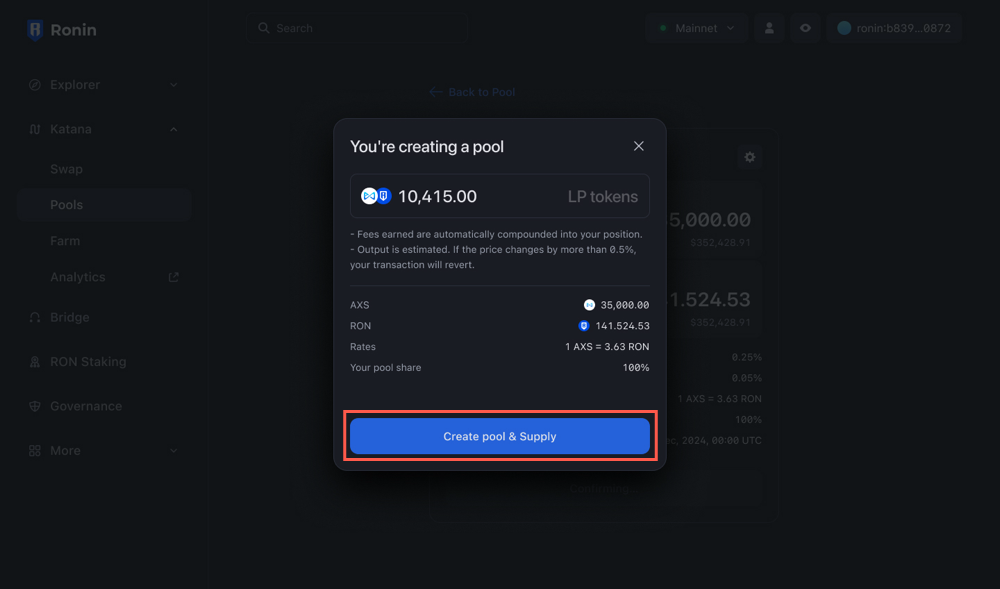 Ronin
Search
Mainnet
ronin:b839...0872
Explorer
Katana
Swap
Pools
Farm
Analytics
Bridge
RON Staking
Governance
More
Back to Pool
You're creating a pool
10,415.00 LP tokens
- Fees earned are automatically compounded into your position.
- Output is estimated. If the price changes by more than 0.5%,
your transaction will revert.
AXS 35,000.00
RON 141.524.53
Rates 1 AXS = 3.63 RON
Your pool share 100%
Create pool & Supply
5,000.00
$352,428.91
1.524.53
$352,428.91
0.25%
0.05%
1 AXS = 3.63 RON
100%
2024, 00:00 UTC
Confirming...